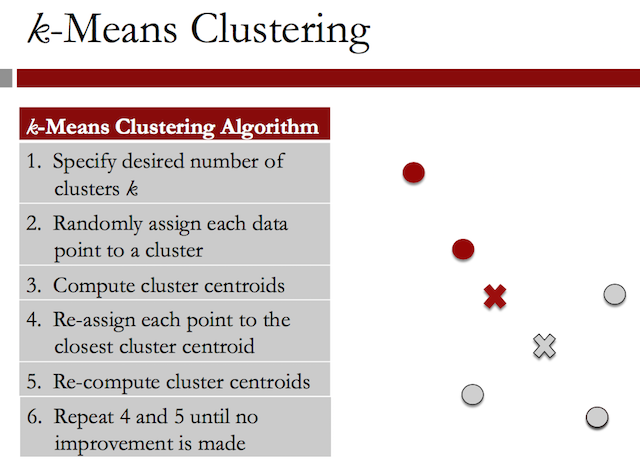 k-Means Clustering
k-Means Clustering Algorithm
1. Specify desired number of
clusters k
2. Randomly assign each data
point to a cluster
3. Compute cluster centroids
4. Re-assign each point to the
closest cluster centroid
5. Re-compute cluster centroids
6. Repeat 4 and 5 until no
improvement is made